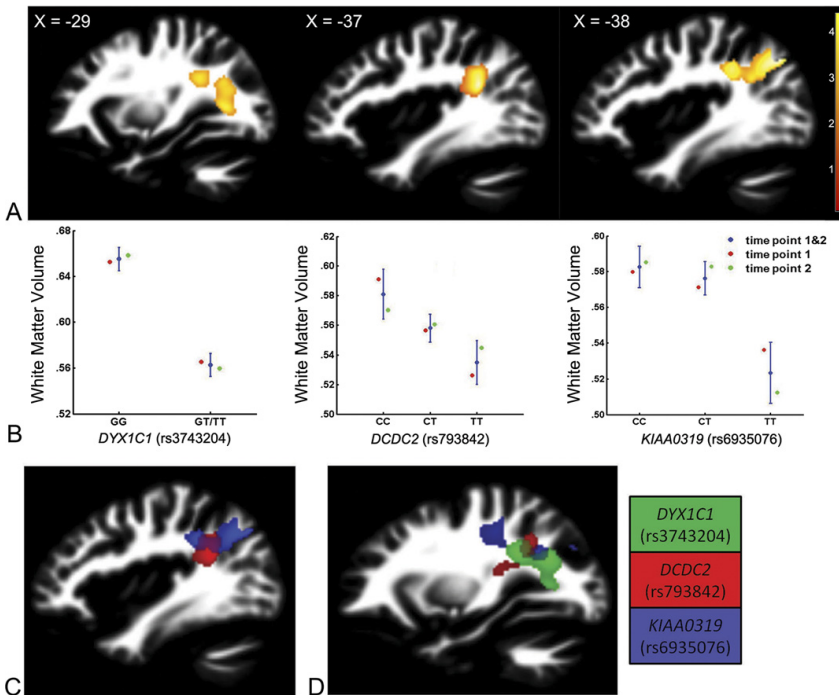 X = -29
X = -37
X = -38
4
3
2
1
A
White Matter Volume
.68
.64
.60
.56
.52
GG
GT/TT
DYX1C1 (rs3743204)
White Matter Volume
.62
.60
.58
.56
.54
.52
.50
CC
CT
TT
DCDC2 (rs793842)
White Matter Volume
.60
.58
.56
.54
.52
.50
CC
CT
TT
KIAA0319 (rs6935076)
time point 1&2
time point 1
time point 2
B
C
D
DYX1C1
(rs3743204)
DCDC2
(rs793842)
KIAA0319
(rs6935076)